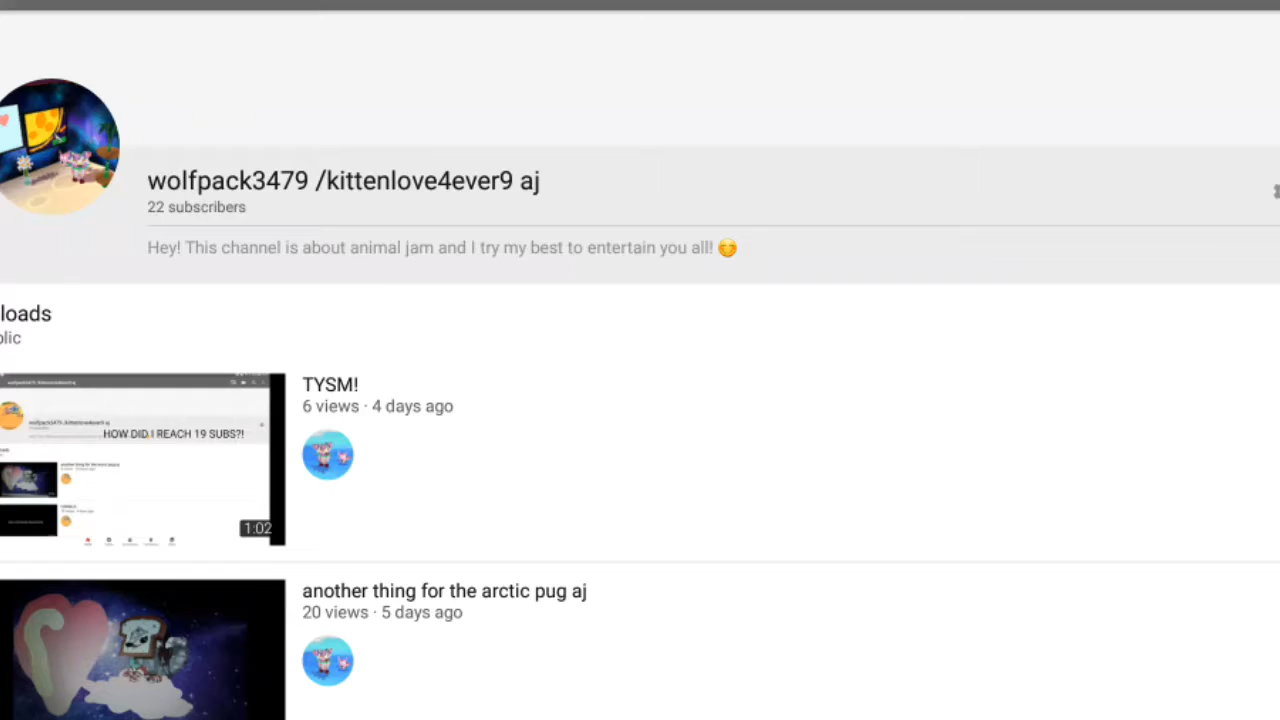 wolfpack3479 /kittenlove4ever9 aj
22 subscribers
Hey! This channel is about animal jam and I try my best to entertain you all! 😊
loads
olic
TYSM!
6 views · 4 days ago
HOW DID I REACH 19 SUBS?!
1:02
another thing for the arctic pug aj
20 views · 5 days ago